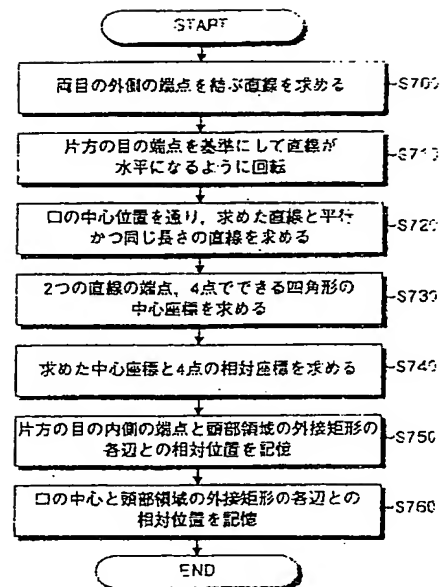 START
両目の外側の端点を結ぶ直線を求める
S700
片方の目の端点を基準にして直線が
水平になるように回転
S710
口の中心位置を通り，求めた直線と平行
かつ同じ長さの直線を求める
S720
2つの直線の端点、4点でできる四角形の
中心座標を求める
S730
求めた中心座標と4点の相対座標を求める
S740
片方の目の内側の端点と頭部領域の外接矩形の
各辺との相対位置を記憶
S750
口の中心と頭部領域の外接矩形の各辺との
相対位置を記憶
S760
END